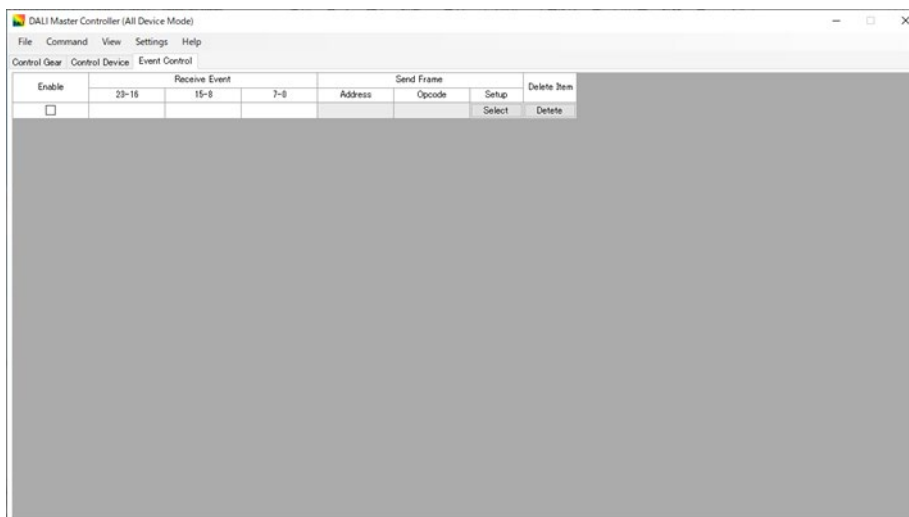 DALI Master Controller (All Device Mode)
File Command View Settings Help
Control Gear Control Device Event Control
Enable Receive Event Send Frame Delete Item
23-16 15-8 7-0 Address Opcode Setup
Select Detete